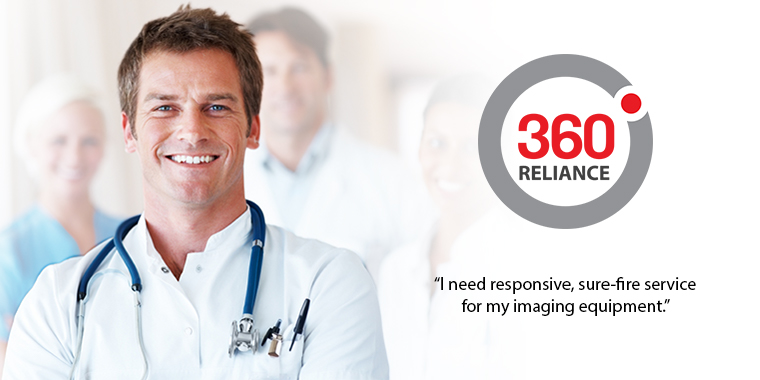 360
RELIANCE
“I need responsive, sure-fire service
for my imaging equipment.”